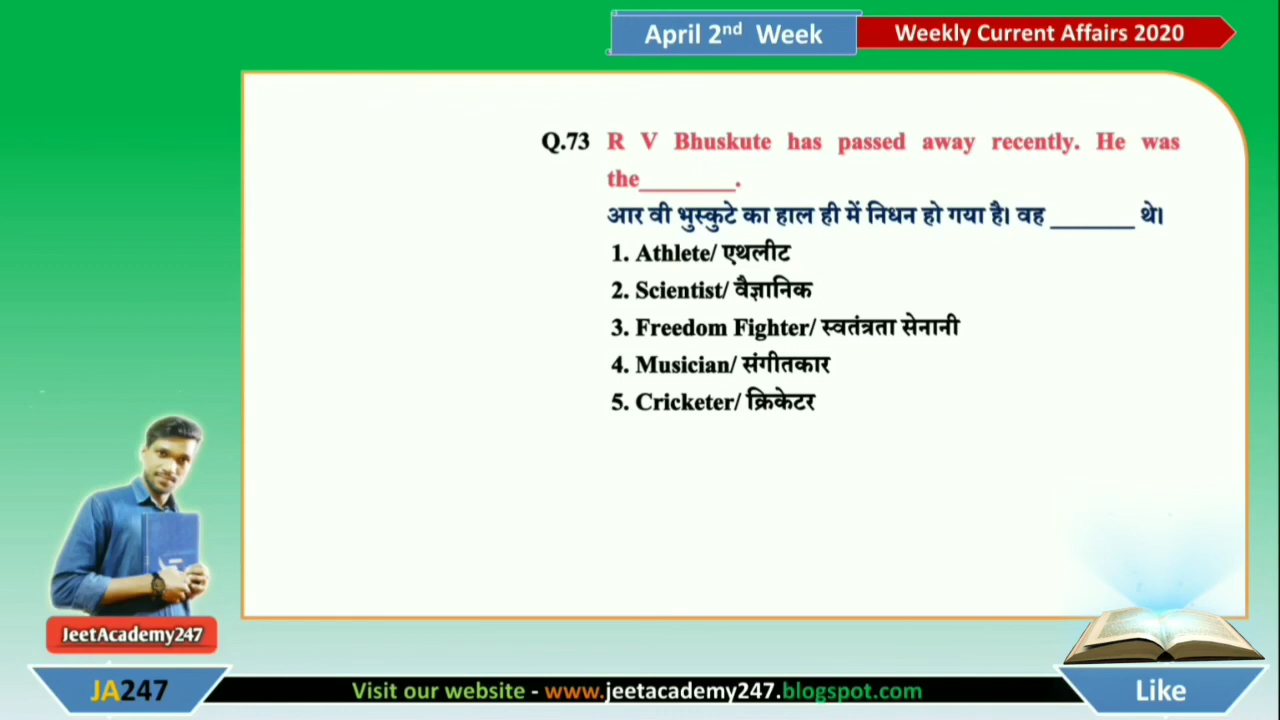 April 2nd Week
Weekly Current Affairs 2020
Q.73 R V Bhuskute has passed away recently. He was
the________.
आर वी भुस्कुटे का हाल ही में निधन हो गया है। वह _______ थे।
1. Athlete/ एथलीट
2. Scientist/ वैज्ञानिक
3. Freedom Fighter/ स्वतंत्रता सेनानी
4. Musician/ संगीतकार
5. Cricketer/ क्रिकेटर
JeetAcademy247
JA247
Visit our website - www.jeetacademy247.blogspot.com
Like